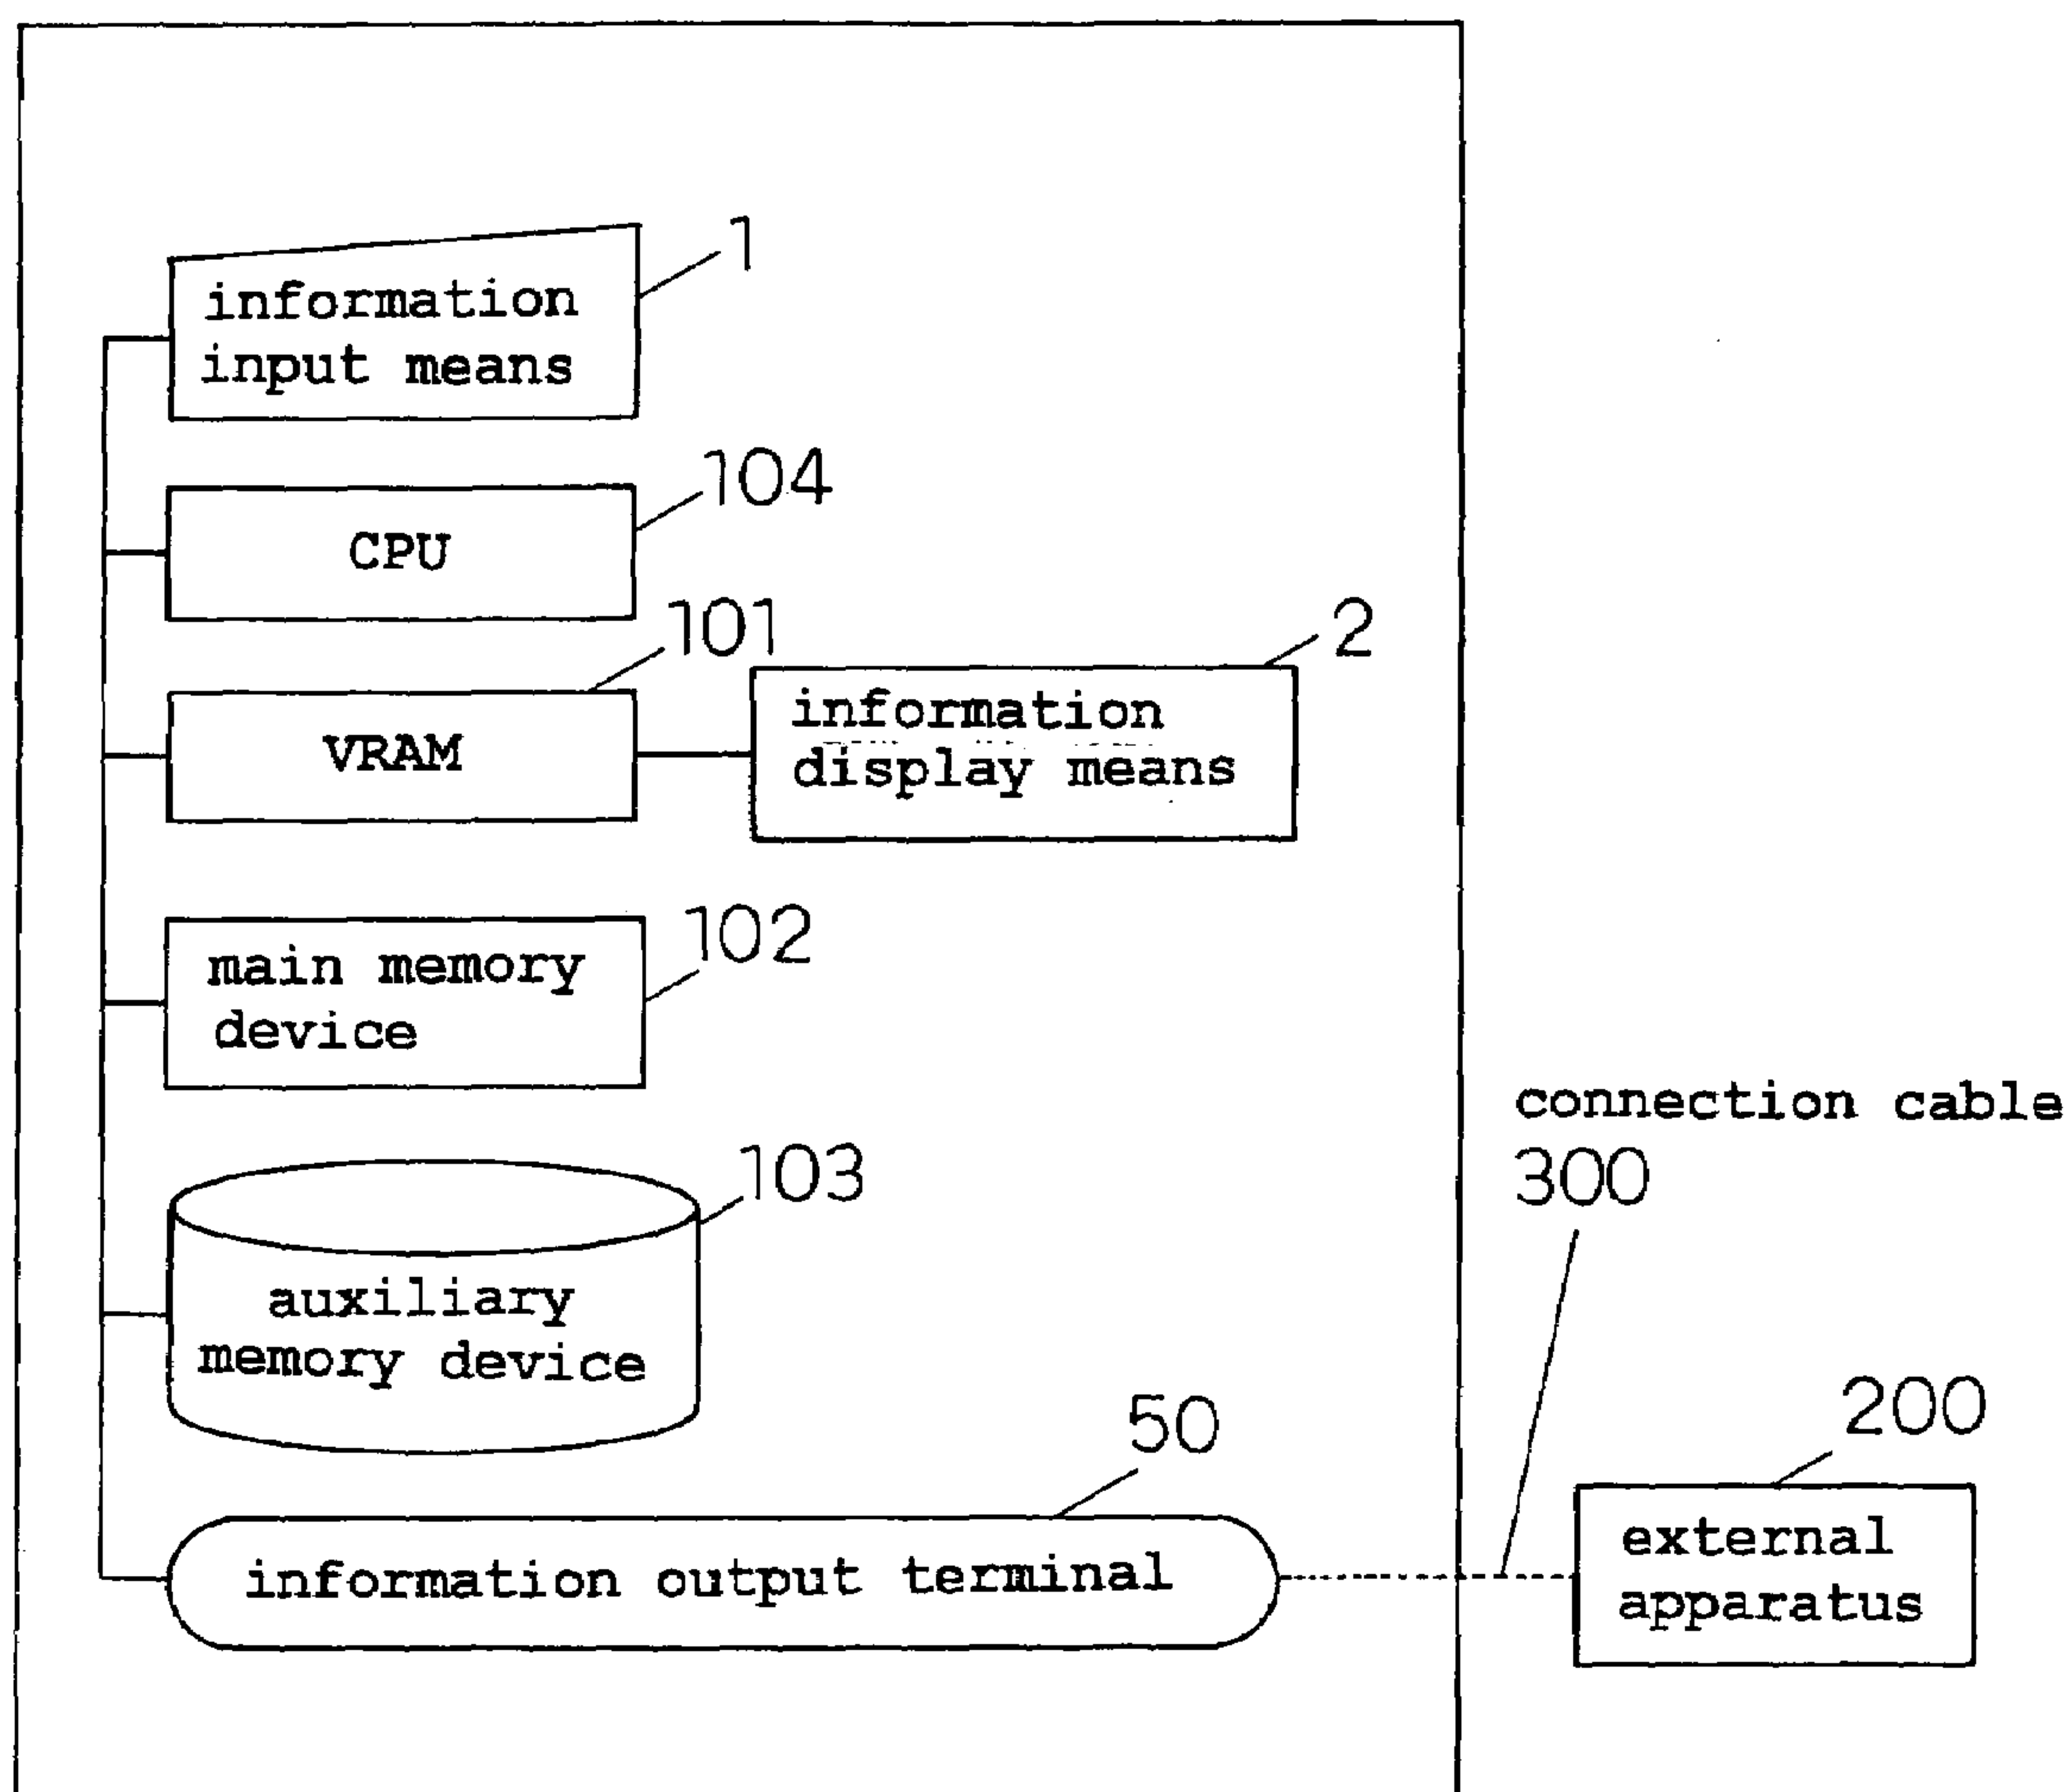 1
information
input means
104
CPU
101
2
VRAM
information
display means
102
main memory
device
connection cable
300
103
auxiliary
memory device
50
200
information output terminal
external
apparatus